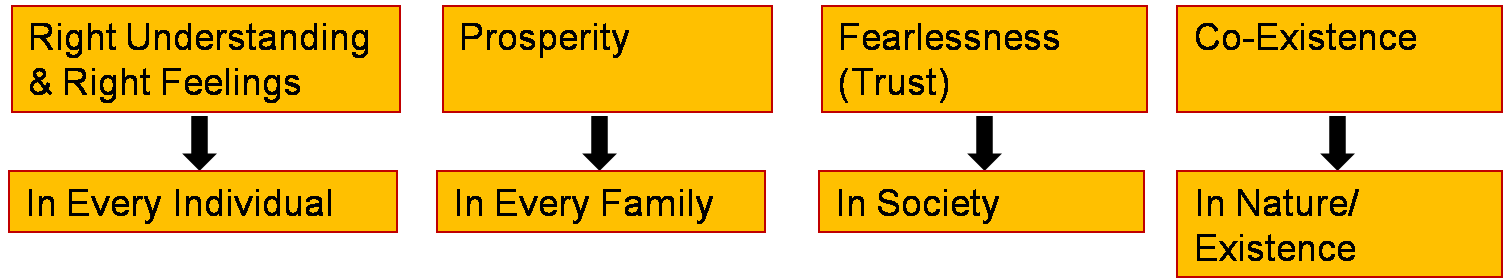 Right Understanding
& Right Feelings
Prosperity
Fearlessness
(Trust)
Co-Existence
In Every Individual
In Every Family
In Society
In Nature/
Existence